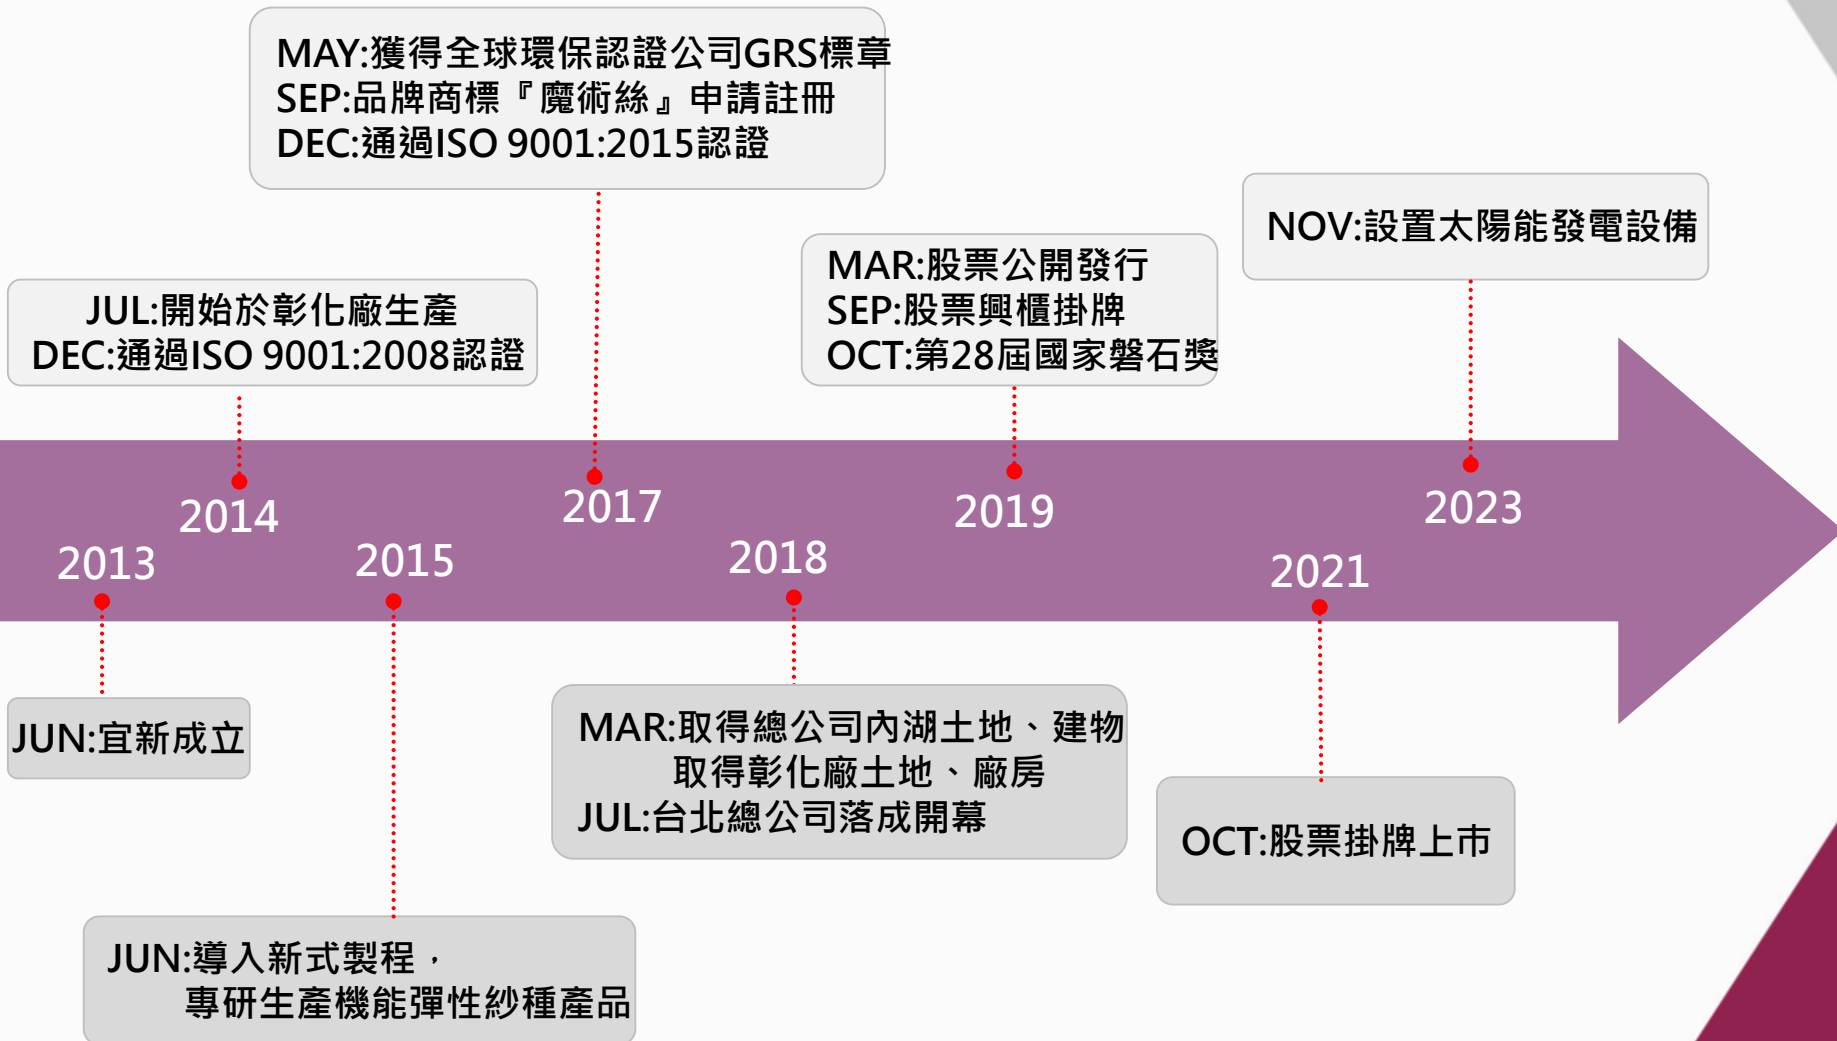 MAY:獲得全球環保認證公司GRS標章
SEP:品牌商標『魔術絲』申請註冊
DEC:通過ISO 9001:2015認證
NOV:設置太陽能發電設備
MAR:股票公開發行
SEP:股票興櫃掛牌
OCT:第28屆國家磐石獎
JUL:開始於彰化廠生產
DEC:通過ISO 9001:2008認證
2014
2017
2019
2023
2013
2015
2018
2021
JUN:宜新成立
MAR:取得總公司內湖土地、建物
取得彰化廠土地、廠房
JUL:台北總公司落成開幕
OCT:股票掛牌上市
JUN:導入新式製程，
專研生產機能彈性紗種產品